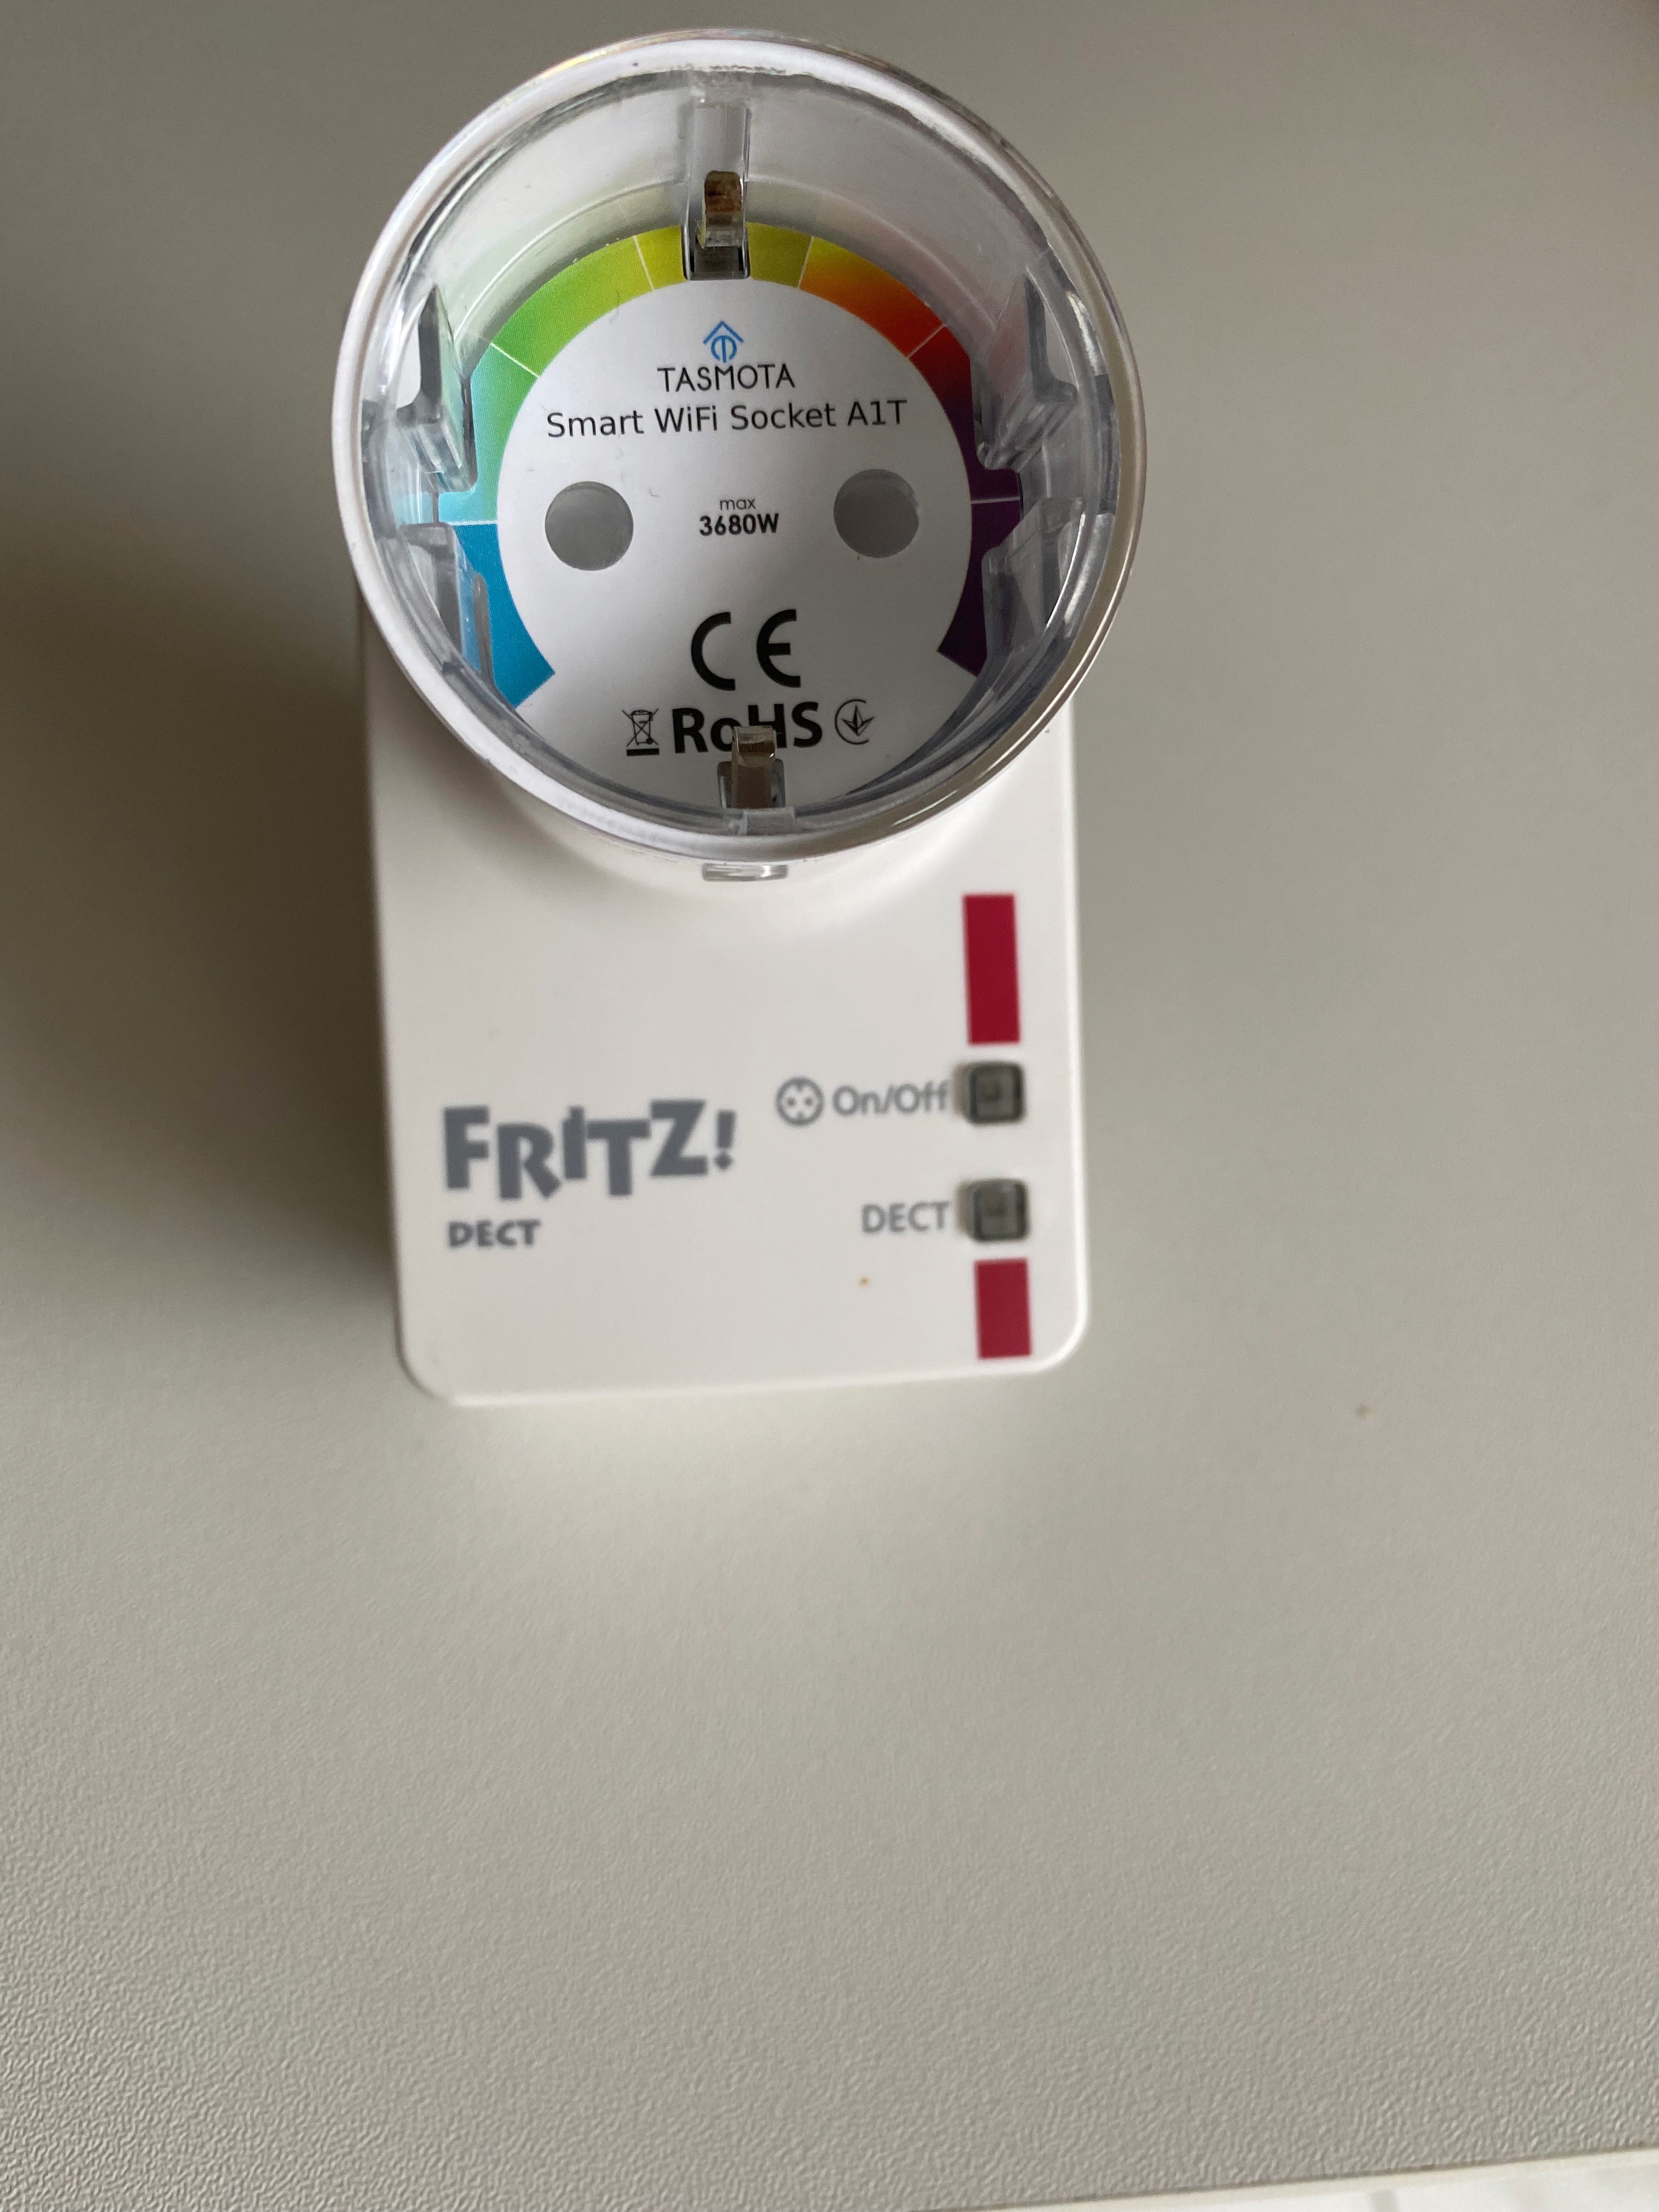 TASMOTA
Smart WiFi Socket A1T
max
3680W
CE
RoHS
On/Off
FRITZ!
DECT
DECT